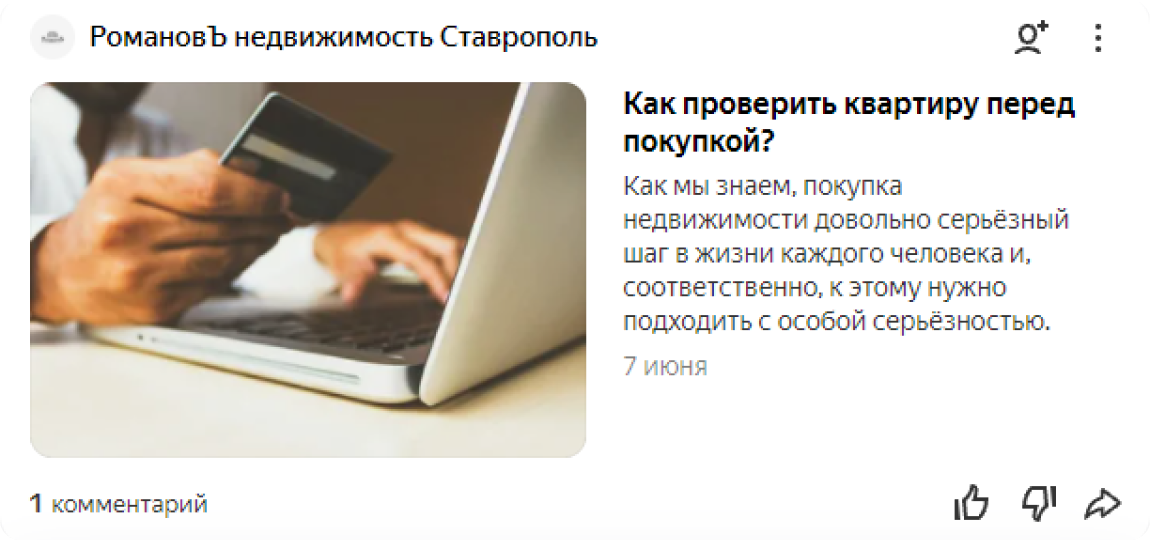 РомановЪ недвижимость Ставрополь
Как проверить квартиру перед
покупкой?
Как мы знаем, покупка
недвижимости довольно серьёзный
шаг в жизни каждого человека и,
соответственно, к этому нужно
подходить с особой серьёзностью.
7 июня
1 комментарий